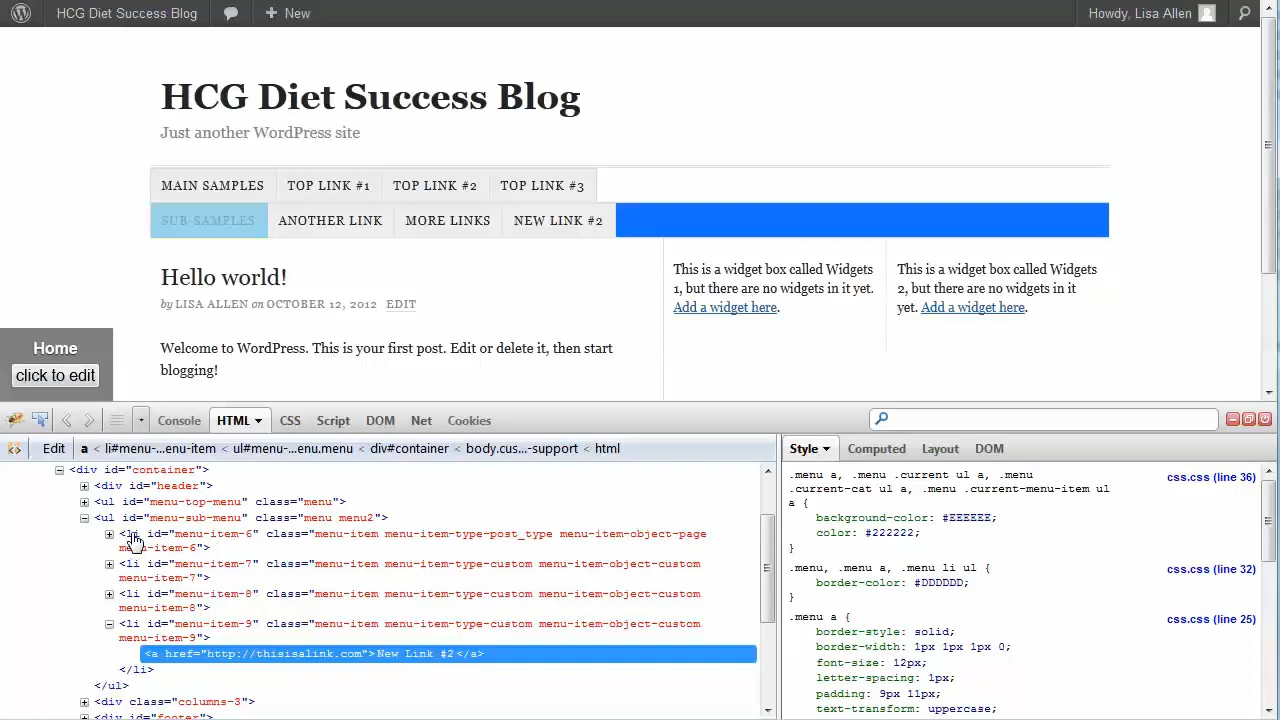 HCG Diet Success Blog New Howdy, Lisa Allen
HCG Diet Success Blog
Just another WordPress site
MAIN SAMPLES TOP LINK #1 TOP LINK #2 TOP LINK #3
SUB-SAMPLES ANOTHER LINK MORE LINKS NEW LINK #2
Hello world!
by LISA ALLEN on OCTOBER 12, 2012 EDIT
Welcome to WordPress. This is your first post. Edit or delete it, then start
blogging!
This is a widget box called Widgets
1, but there are no widgets in it yet.
Add a widget here.
This is a widget box called Widgets
2, but there are no widgets in it
yet. Add a widget here.
Home
click to edit
Console HTML CSS Script DOM Net Cookies
Edit a < li#menu-...enu-item < ul#menu-...enu.menu < div#container < body.cus...-support < html
<div id="container">
<div id="header">
<ul id="menu-top-menu" class="menu">
<ul id="menu-sub-menu" class="menu menu2">
<li id="menu-item-6" class="menu-item menu-item-type-post_type menu-item-object-page
menu-item-6">
<li id="menu-item-7" class="menu-item menu-item-type-custom menu-item-object-custom
menu-item-7">
<li id="menu-item-8" class="menu-item menu-item-type-custom menu-item-object-custom
menu-item-8">
<li id="menu-item-9" class="menu-item menu-item-type-custom menu-item-object-custom
menu-item-9">
<a href="http://thisisalink.com">New Link #2</a>
</li>
</ul>
<div class="columns-3">
<div id="footer">
Style Computed Layout DOM
.menu a, .menu .current ul a, .menu css.css (line 36)
.current-cat ul a, .menu .current-menu-item ul
a {
background-color: #EEEEEE;
color: #222222;
}
.menu, .menu a, .menu li ul { css.css (line 32)
border-color: #DDDDDD;
}
.menu a { css.css (line 25)
border-style: solid;
border-width: 1px 1px 1px 0;
font-size: 12px;
letter-spacing: 1px;
padding: 9px 11px;
text-transform: uppercase;